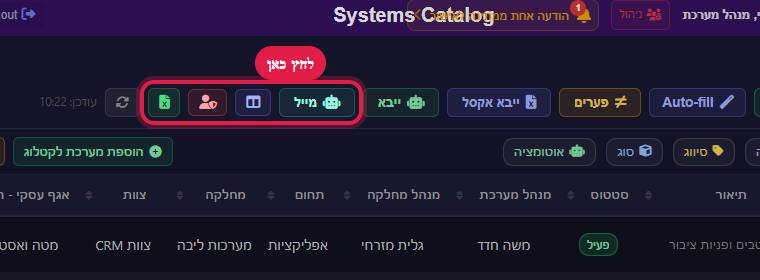 מנהל מערכת
ניהול
1
הודעה אחת
Systems Catalog
out
לחץ כאן
Auto-fill
פערים
ייבא אקסל
ייבא
מייל
עודכן: 10:22
סיווג
סוג
אוטומציה
הוספת מערכת לקטלוג
תיאור
סטטוס
מנהל מערכת
מנהל מחלקה
תחום
מחלקה
צוות
אגף עסקי -
ופניות ציבור
פעיל
משה חדד
גלית מזרחי
אפליקציות
מערכות ליבה
צוות CRM
מטה ואסט